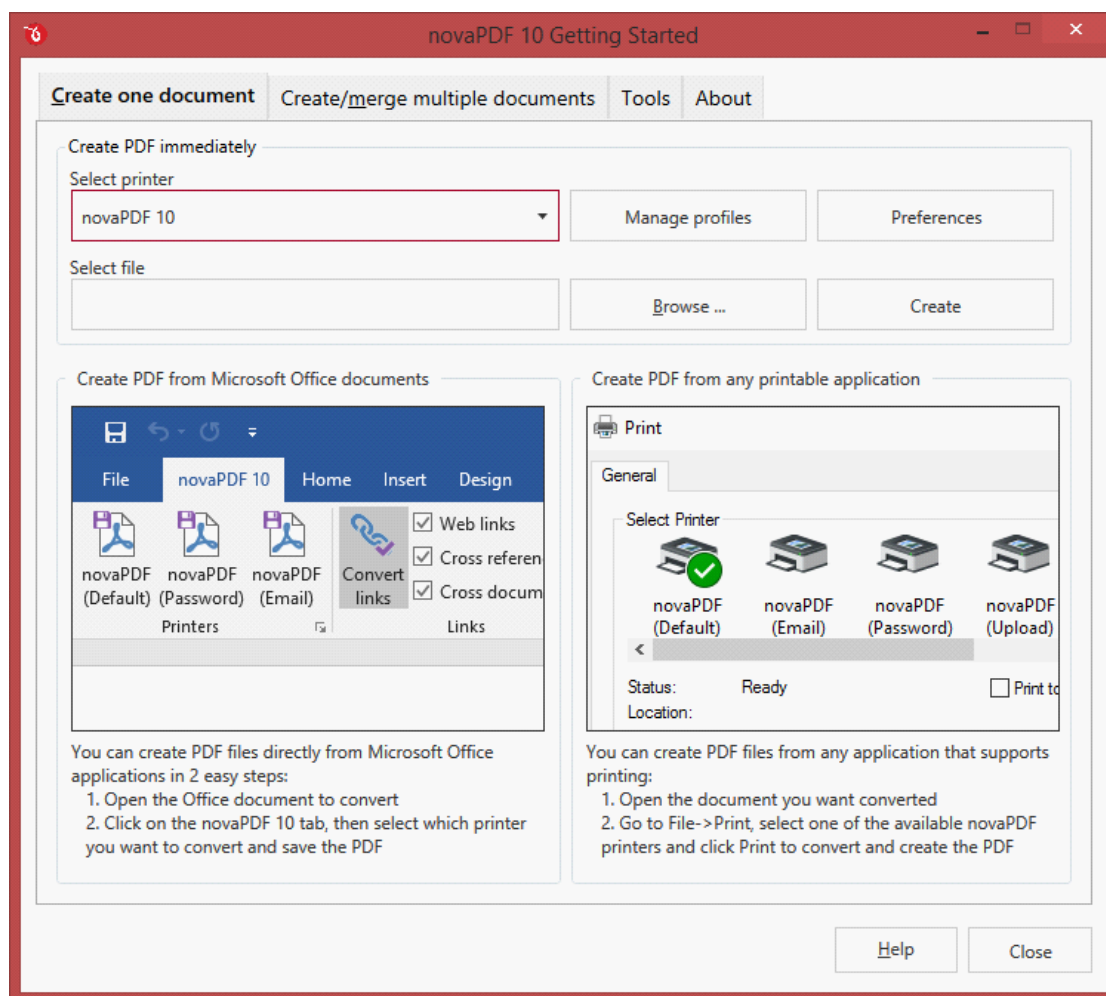 novaPDF 10 Getting Started
Create one document
Create/merge multiple documents
Tools
About
Create PDF immediately
Select printer
novaPDF 10
Manage profiles
Preferences
Select file
Browse ...
Create
Create PDF from Microsoft Office documents
File
novaPDF 10
Home
Insert
Design
novaPDF
(Default)
novaPDF
(Password)
novaPDF
(Email)
Convert
links
Web links
Cross referen
Cross docum
Printers
Links
You can create PDF files directly from Microsoft Office
applications in 2 easy steps:
1. Open the Office document to convert
2. Click on the novaPDF 10 tab, then select which printer
you want to convert and save the PDF
Create PDF from any printable application
Print
General
Select Printer
novaPDF
(Default)
novaPDF
(Email)
novaPDF
(Password)
novaPDF
(Upload)
Status:
Ready
Print to
Location:
You can create PDF files from any application that supports
printing:
1. Open the document you want converted
2. Go to File->Print, select one of the available novaPDF
printers and click Print to convert and create the PDF
Help
Close